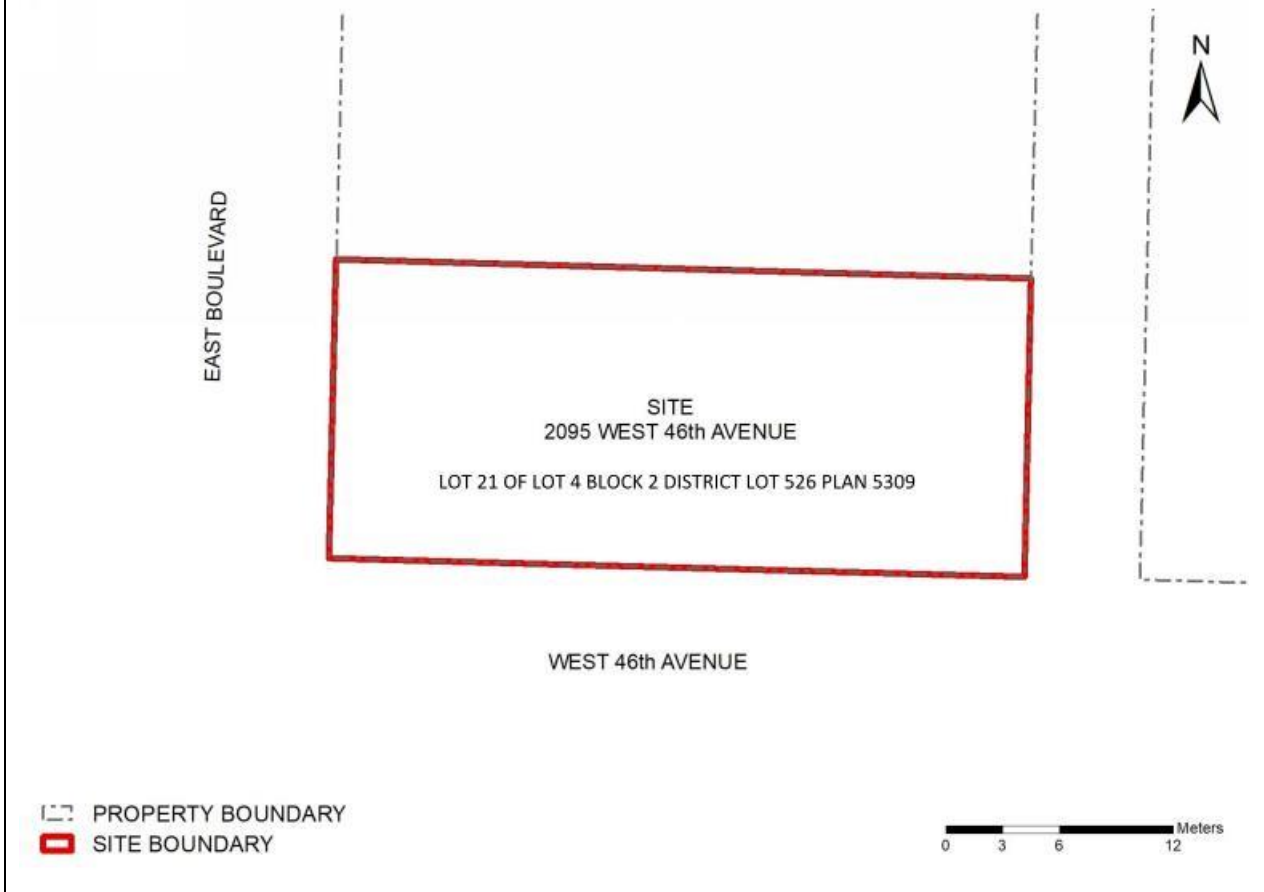 N
EAST BOULEVARD
SITE
2095 WEST 46th AVENUE
LOT 21 OF LOT 4 BLOCK 2 DISTRICT LOT 526 PLAN 5309
WEST 46th AVENUE
PROPERTY BOUNDARY
SITE BOUNDARY
Meters
0 3 6 12